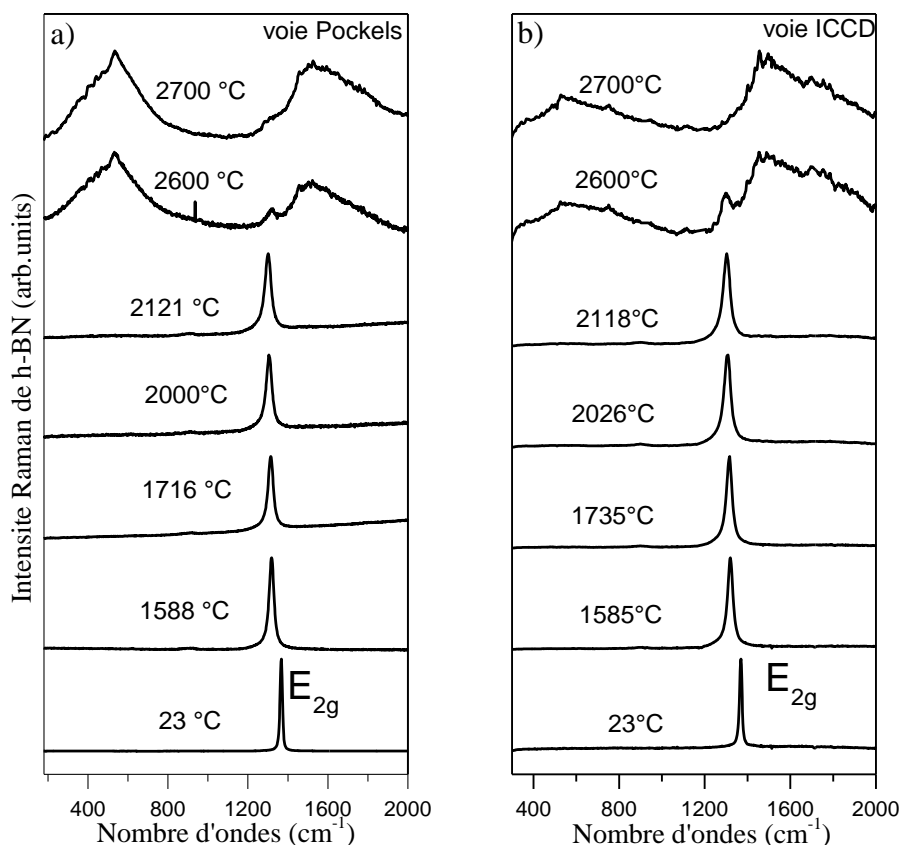 Intensite Raman de h-BN (arb.units)
a)
voie Pockels
2700 °C
2600 °C
2121 °C
2000°C
1716 °C
1588 °C
E2g
23 °C
400 800 1200 1600 2000
Nombre d'ondes (cm-1)
b)
voie ICCD
2700°C
2600°C
2118°C
2026°C
1735°C
1585°C
E2g
23°C
400 800 1200 1600 2000
Nombre d'ondes (cm-1)